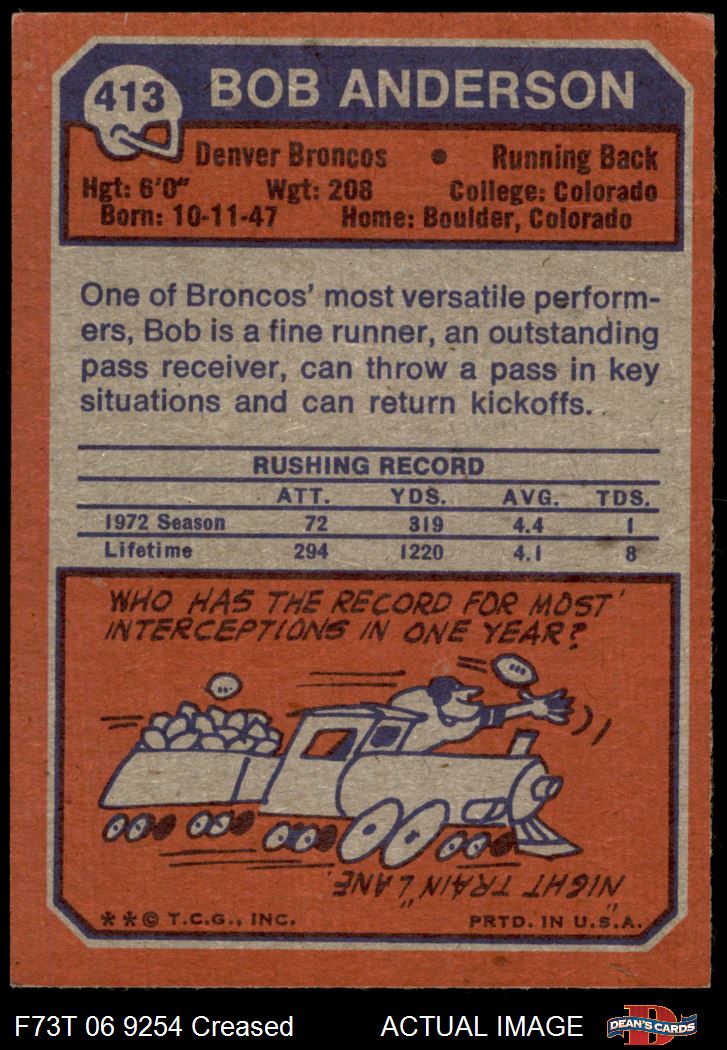 413
BOB ANDERSON
Denver Broncos • Running Back
Hgt: 6'0" Wgt: 208 College: Colorado
Born: 10-11-47 Home: Boulder, Colorado
One of Broncos' most versatile perform-
ers, Bob is a fine runner, an outstanding
pass receiver, can throw a pass in key
situations and can return kickoffs.
RUSHING RECORD
ATT. YDS. AVG. TDS.
1972 Season 72 319 4.4 1
Lifetime 294 1220 4.1 8
WHO HAS THE RECORD FOR MOST
INTERCEPTIONS IN ONE YEAR?
"NIGHT TRAIN" LANE
**© T.C.G., INC. PRTD. IN U.S.A.
F73T 06 9254 Creased ACTUAL IMAGE
D
DEAN'S CARDS